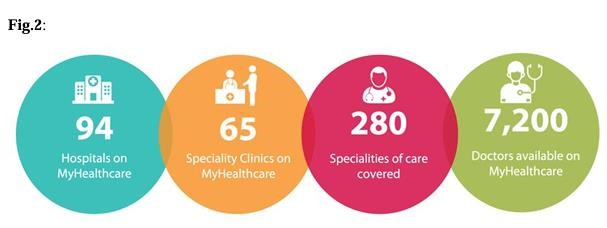 Fig.2:
94
Hospitals on
MyHealthcare
65
Speciality Clinics on
MyHealthcare
280
Specialities of care
covered
7,200
Doctors available on
MyHealthcare